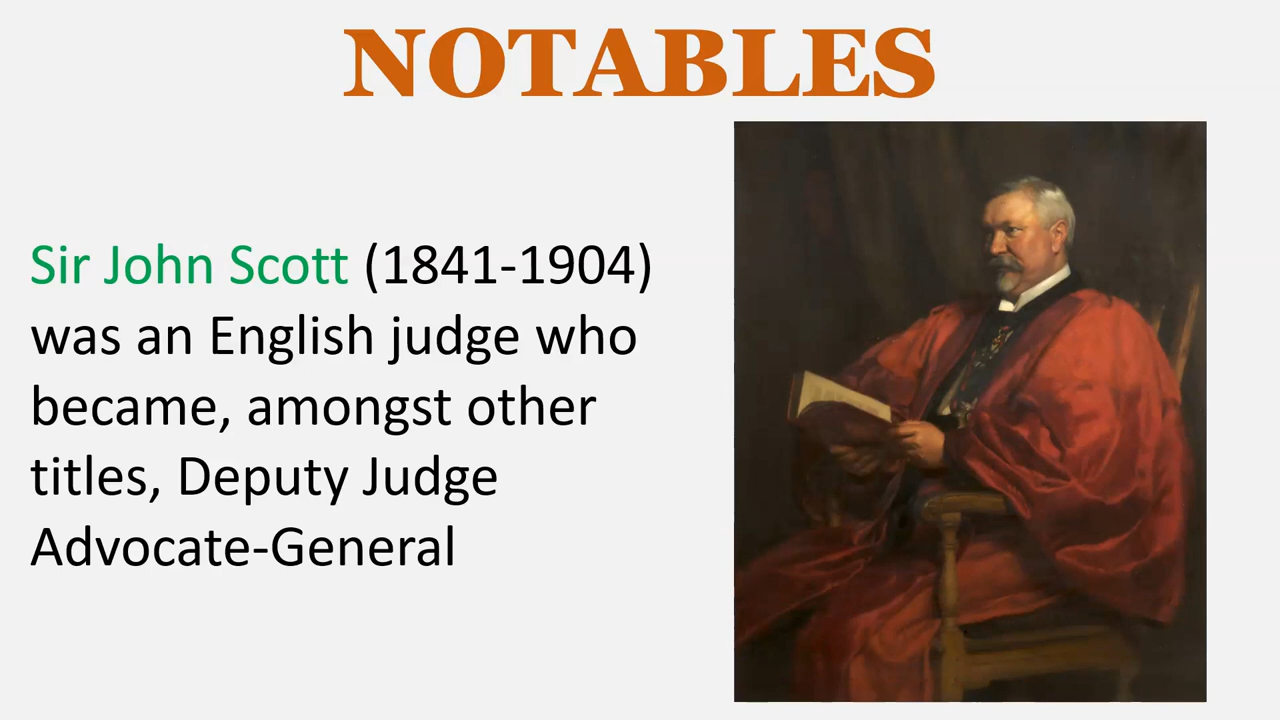 NOTABLES
Sir John Scott (1841-1904)
was an English judge who
became, amongst other
titles, Deputy Judge
Advocate-General